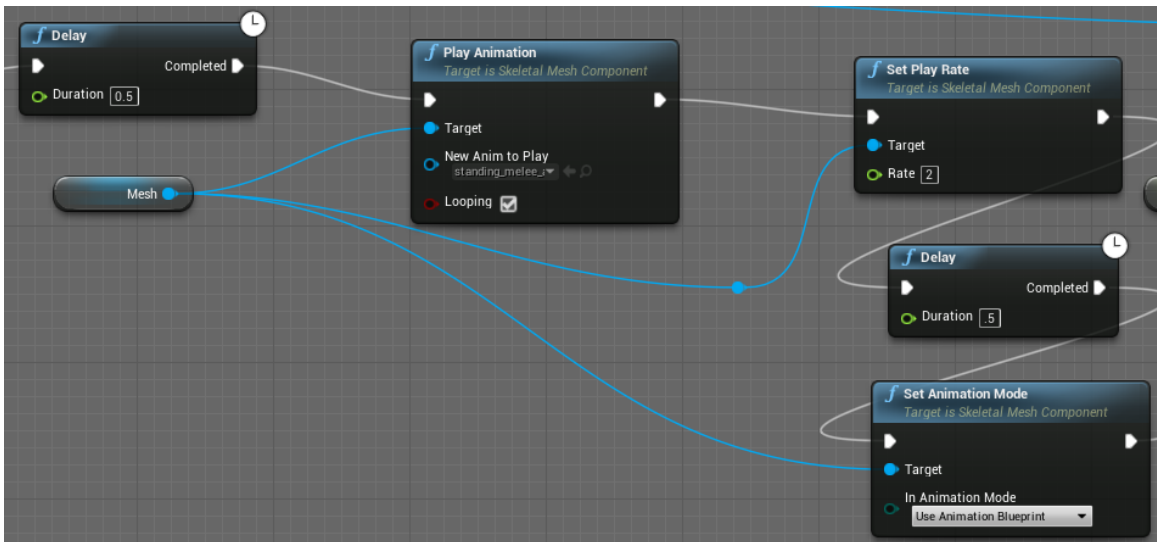 Delay
Completed
Duration 0.5
Mesh
Play Animation
Target is Skeletal Mesh Component
Target
New Anim to Play
Looping
Set Play Rate
Target is Skeletal Mesh Component
Target
Rate 2
Delay
Completed
Duration .5
Set Animation Mode
Target is Skeletal Mesh Component
Target
In Animation Mode
Use Animation Blueprint